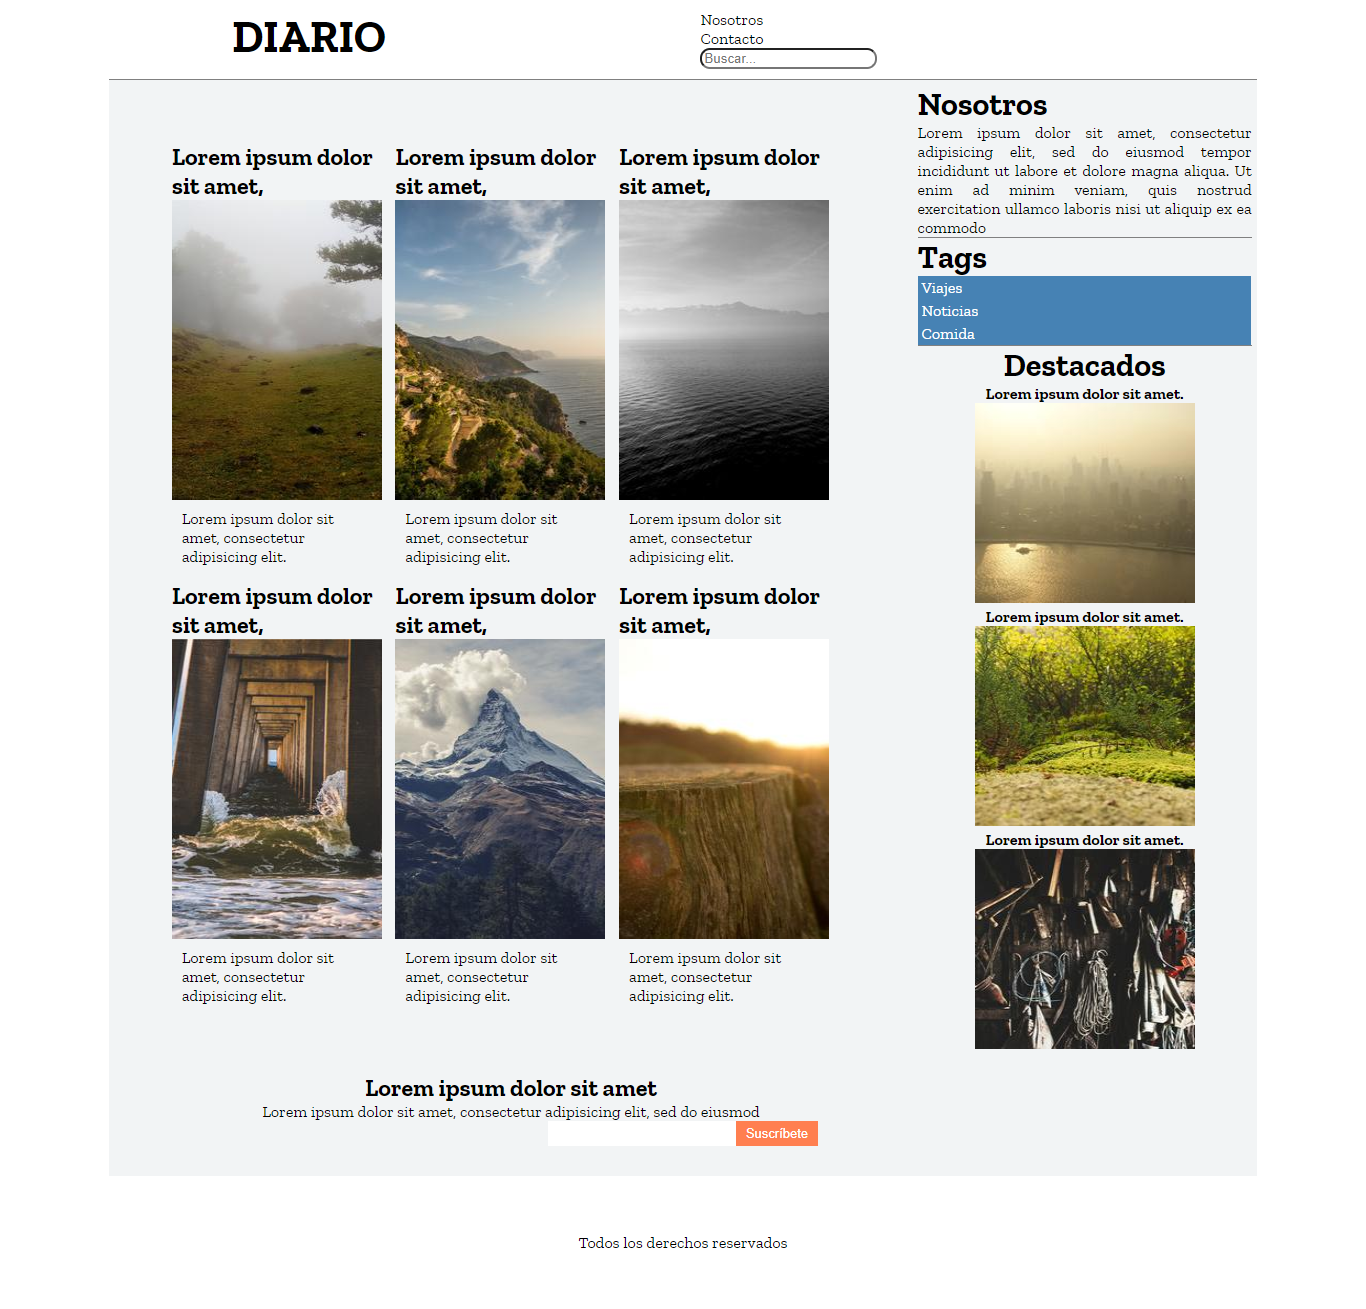 DIARIO
Nosotros
Contacto
Buscar...
Lorem ipsum dolor
sit amet,
Lorem ipsum dolor
sit amet,
Lorem ipsum dolor
sit amet,
Lorem ipsum dolor sit
amet, consectetur
adipisicing elit.
Lorem ipsum dolor sit
amet, consectetur
adipisicing elit.
Lorem ipsum dolor sit
amet, consectetur
adipisicing elit.
Lorem ipsum dolor
sit amet,
Lorem ipsum dolor
sit amet,
Lorem ipsum dolor
sit amet,
Lorem ipsum dolor sit
amet, consectetur
adipisicing elit.
Lorem ipsum dolor sit
amet, consectetur
adipisicing elit.
Lorem ipsum dolor sit
amet, consectetur
adipisicing elit.
Lorem ipsum dolor sit amet
Lorem ipsum dolor sit amet, consectetur adipisicing elit, sed do eiusmod
Suscríbete
Nosotros
Lorem ipsum dolor sit amet, consectetur
adipisicing elit, sed do eiusmod tempor
incididunt ut labore et dolore magna aliqua. Ut
enim ad minim veniam, quis nostrud
exercitation ullamco laboris nisi ut aliquip ex ea
commodo
Tags
Viajes
Noticias
Comida
Destacados
Lorem ipsum dolor sit amet.
Lorem ipsum dolor sit amet.
Lorem ipsum dolor sit amet.
Todos los derechos reservados